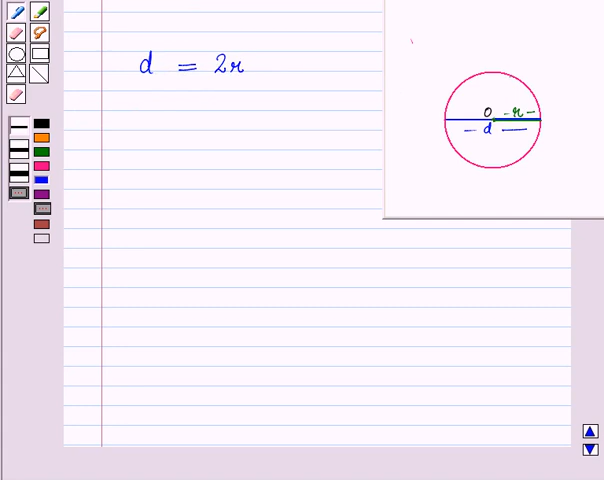 d = 2r
O - r -
- d -